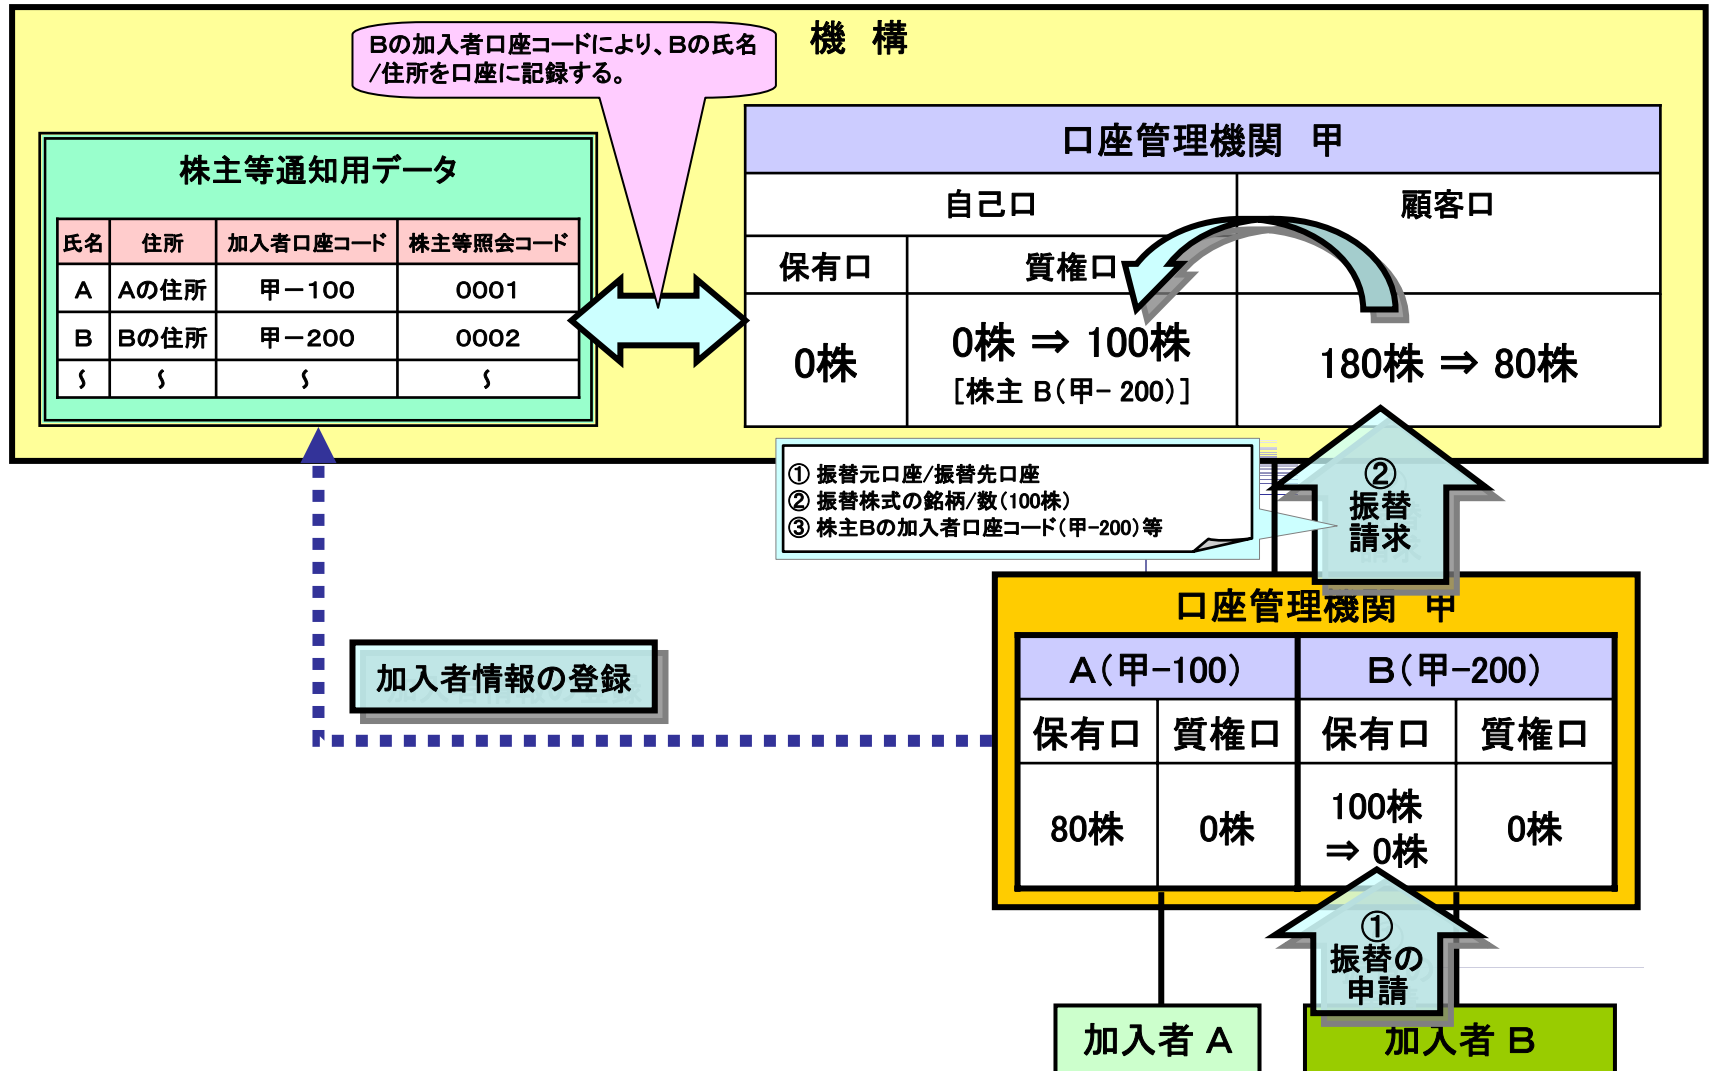 機 構
Bの加入者口座コードにより、Bの氏名
/住所を口座に記録する。
株主等通知用データ
氏名 住所 加入者口座コード 株主等照会コード
A Aの住所 甲-100 0001
B Bの住所 甲-200 0002
~ ~ ~ ~
口座管理機関 甲
自己口 顧客口
保有口 質権口
0株 0株 ⇒ 100株 180株 ⇒ 80株
[株主 B(甲- 200)]
① 振替元口座/振替先口座
② 振替株式の銘柄/数(100株)
③ 株主Bの加入者口座コード(甲-200)等
②
振替
請求
口座管理機関 甲
A(甲-100) B(甲-200)
保有口 質権口 保有口 質権口
80株 0株 100株 0株
⇒ 0株
加入者情報の登録
①
振替の
申請
加入者 A 加入者 B